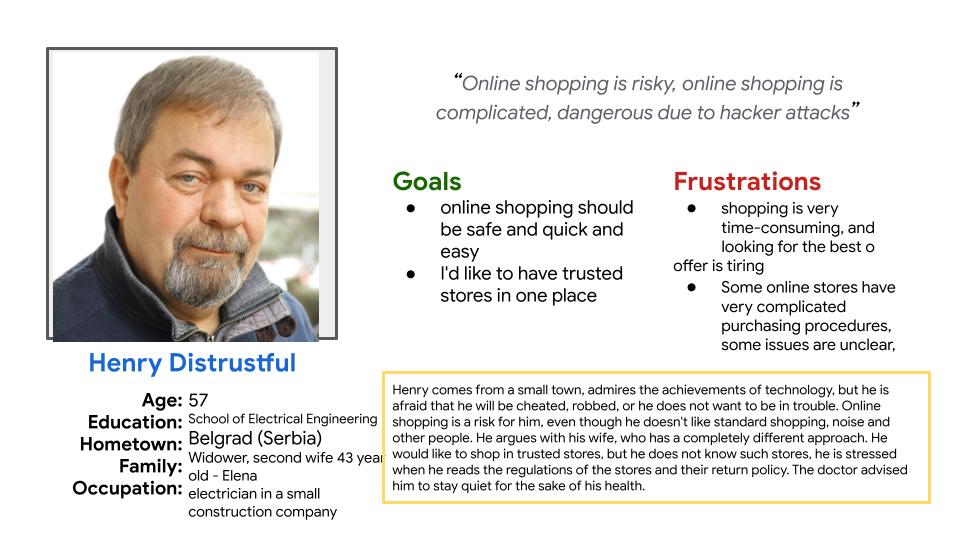 “Online shopping is risky, online shopping is
complicated, dangerous due to hacker attacks”
Goals
● online shopping should
be safe and quick and
easy
● I'd like to have trusted
stores in one place
Frustrations
● shopping is very
time-consuming, and
looking for the best o
offer is tiring
● Some online stores have
very complicated
purchasing procedures,
some issues are unclear,
Henry Distrustful
Age: 57
Education: School of Electrical Engineering
Hometown: Belgrad (Serbia)
Family: Widower, second wife 43 year
old - Elena
Occupation: electrician in a small
construction company
Henry comes from a small town, admires the achievements of technology, but he is
afraid that he will be cheated, robbed, or he does not want to be in trouble. Online
shopping is a risk for him, even though he doesn't like standard shopping, noise and
other people. He argues with his wife, who has a completely different approach. He
would like to shop in trusted stores, but he does not know such stores, he is stressed
when he reads the regulations of the stores and their return policy. The doctor advised
him to stay quiet for the sake of his health.